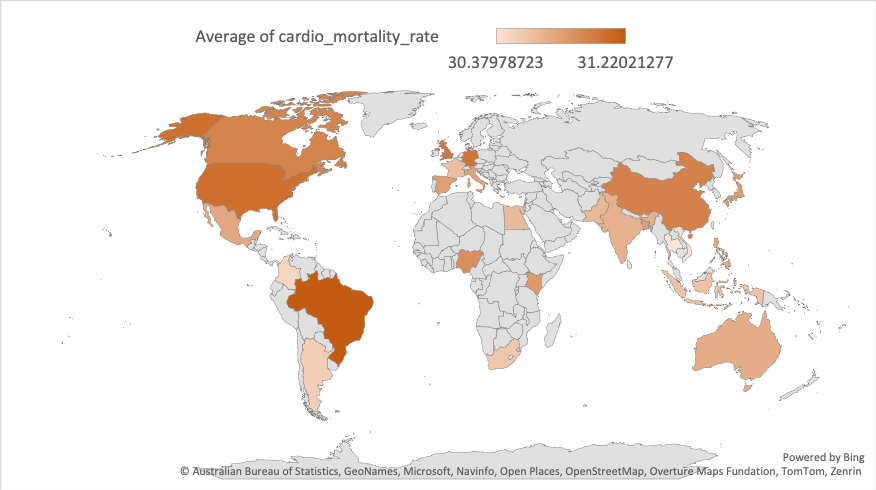 Average of cardio_mortality_rate
30.37978723 31.22021277
Powered by Bing
© Australian Bureau of Statistics, GeoNames, Microsoft, Navinfo, Open Places, OpenStreetMap, Overture Maps Fundation, TomTom, Zenrin